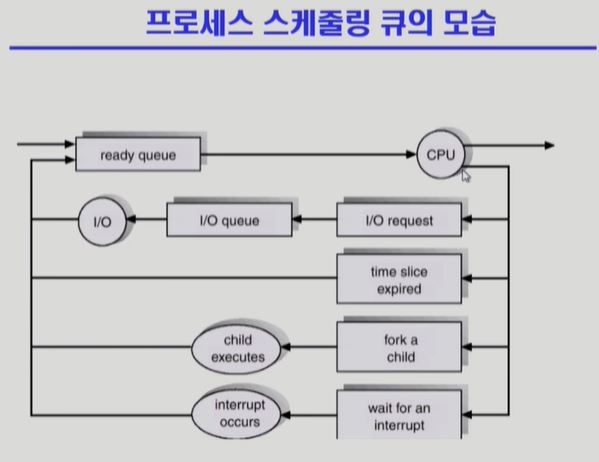 프로세스 스케줄링 큐의 모습
ready queue
CPU
I/O
I/O queue
I/O request
time slice
expired
child
executes
fork a
child
interrupt
occurs
wait for an
interrupt